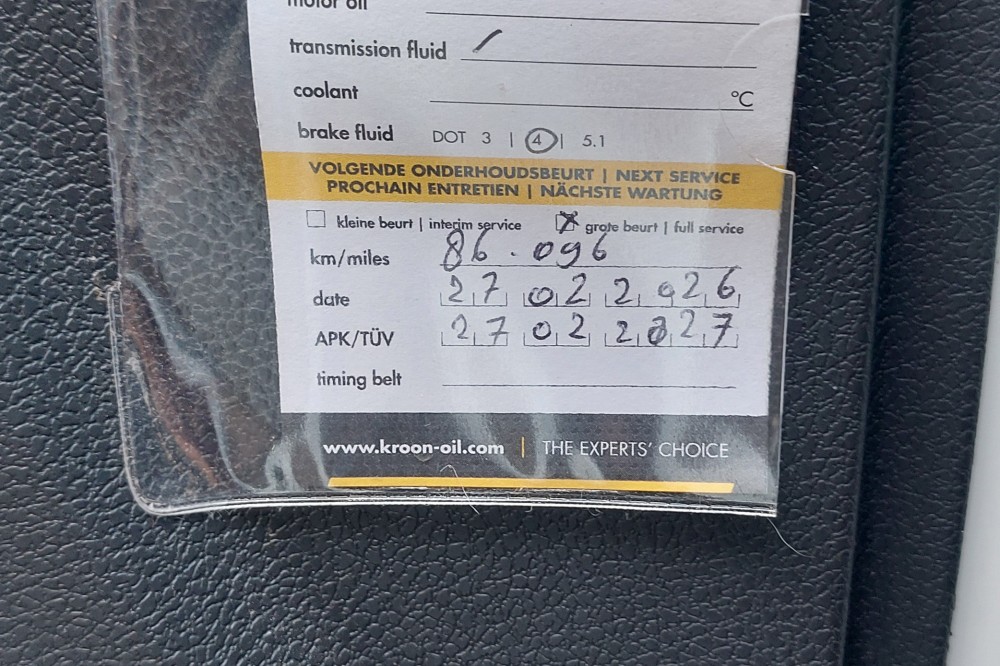 motor oil
transmission fluid /
coolant °C
brake fluid DOT 3 | 4 | 5.1
VOLGENDE ONDERHOUDSBEURT | NEXT SERVICE
PROCHAIN ENTRETIEN | NÄCHSTE WARTUNG
kleine beurt | interim service X grote beurt | full service
km/miles 86.096
date 27 02 2026
APK/TÜV 27 02 2027
timing belt
www.kroon-oil.com | THE EXPERTS' CHOICE